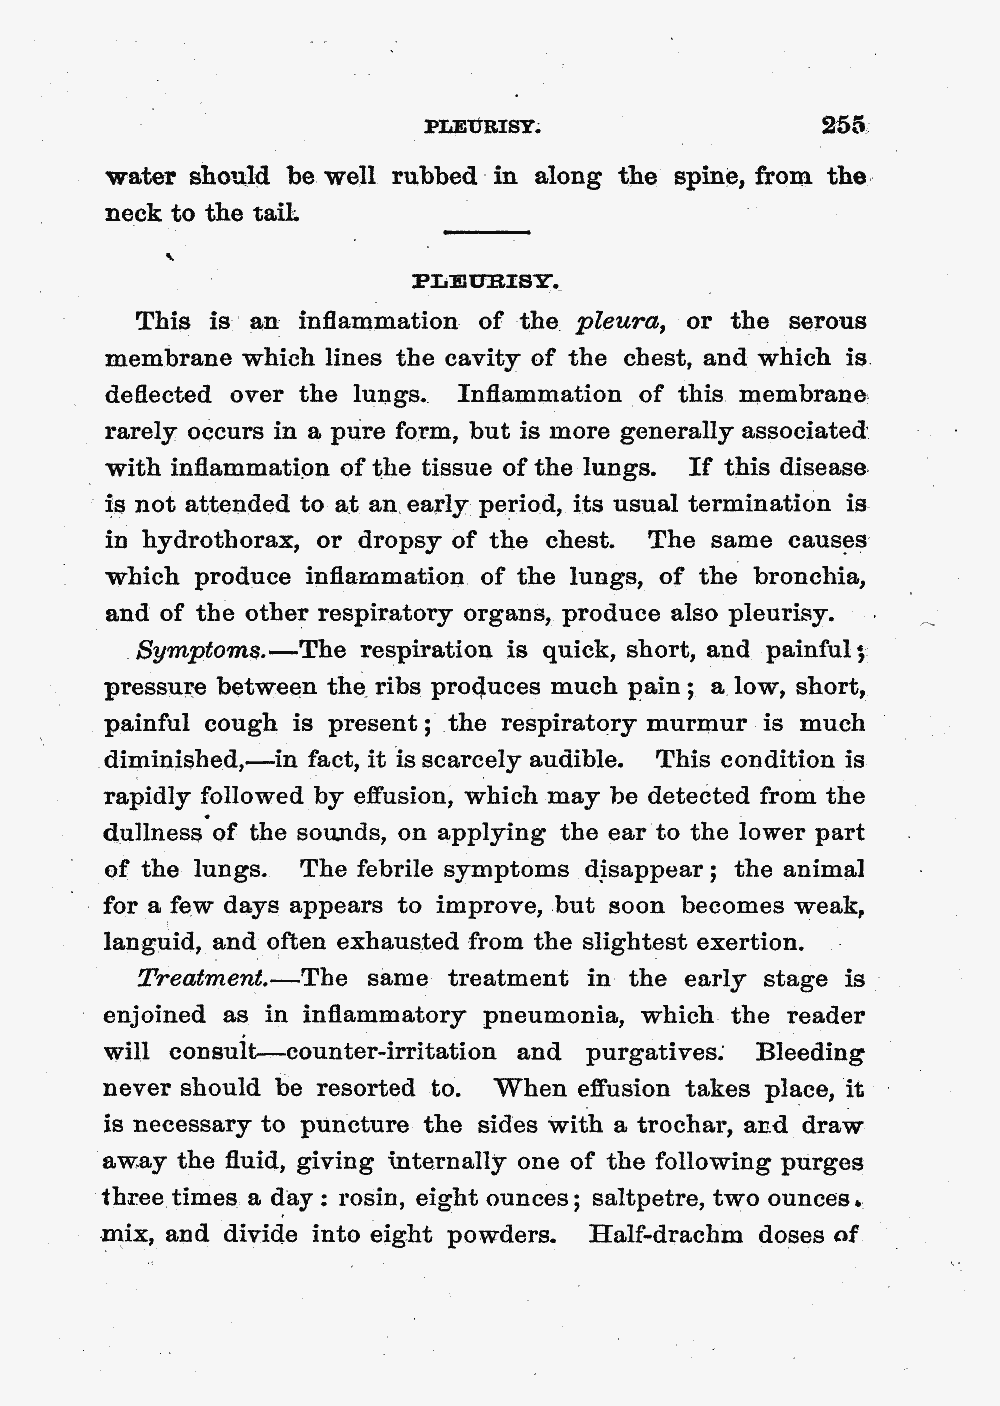 PLEURISY. 255
water should be well rubbed in along the spine, from the
neck to the tail.
PLEURISY.
This is an inflammation of the pleura, or the serous
membrane which lines the cavity of the chest, and which is
deflected over the lungs. Inflammation of this membrane
rarely occurs in a pure form, but is more generally associated
with inflammation of the tissue of the lungs. If this disease
is not attended to at an early period, its usual termination is
in hydrothorax, or dropsy of the chest. The same causes
which produce inflammation of the lungs, of the bronchia,
and of the other respiratory organs, produce also pleurisy.
Symptoms.—The respiration is quick, short, and painful;
pressure between the ribs produces much pain; a low, short,
painful cough is present; the respiratory murmur is much
diminished,—in fact, it is scarcely audible. This condition is
rapidly followed by effusion, which may be detected from the
dullness of the sounds, on applying the ear to the lower part
of the lungs. The febrile symptoms disappear; the animal
for a few days appears to improve, but soon becomes weak,
languid, and often exhausted from the slightest exertion.
Treatment.—The same treatment in the early stage is
enjoined as in inflammatory pneumonia, which the reader
will consult—counter-irritation and purgatives. Bleeding
never should be resorted to. When effusion takes place, it
is necessary to puncture the sides with a trochar, and draw
away the fluid, giving internally one of the following purges
three times a day: rosin, eight ounces; saltpetre, two ounces.
mix, and divide into eight powders. Half-drachm doses of